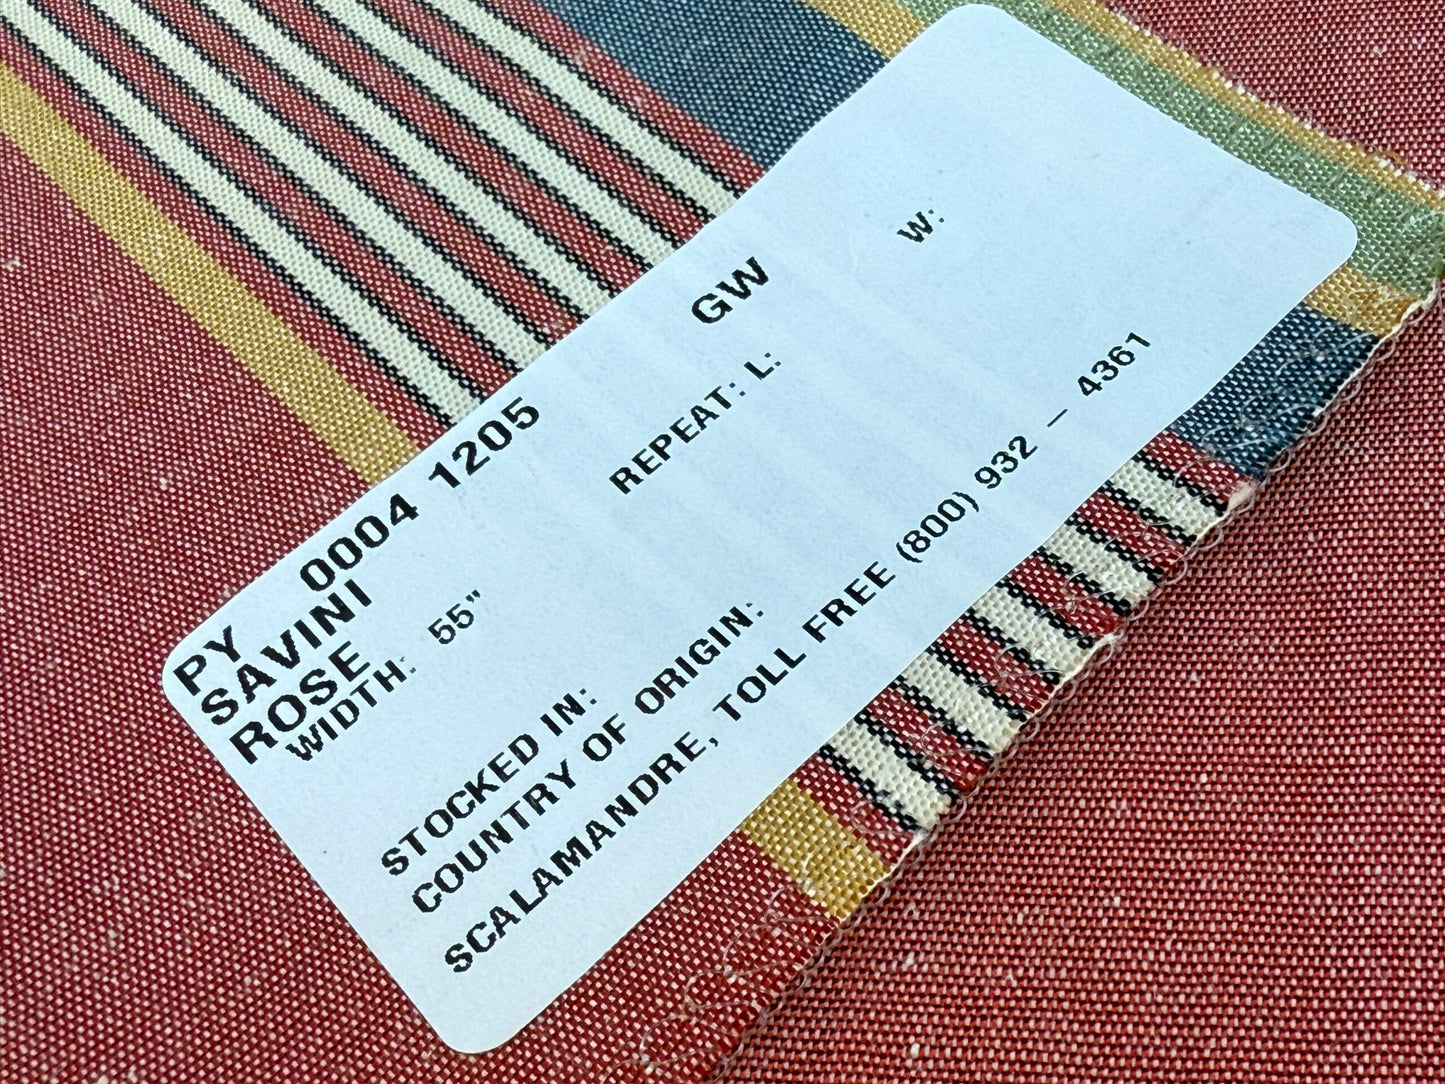 PY 0004 1205 GW
SAVINI
ROSE
WIDTH: 55" REPEAT: L: W:
STOCKED IN:
COUNTRY OF ORIGIN:
SCALAMANDRE, TOLL FREE (800) 932 - 4361